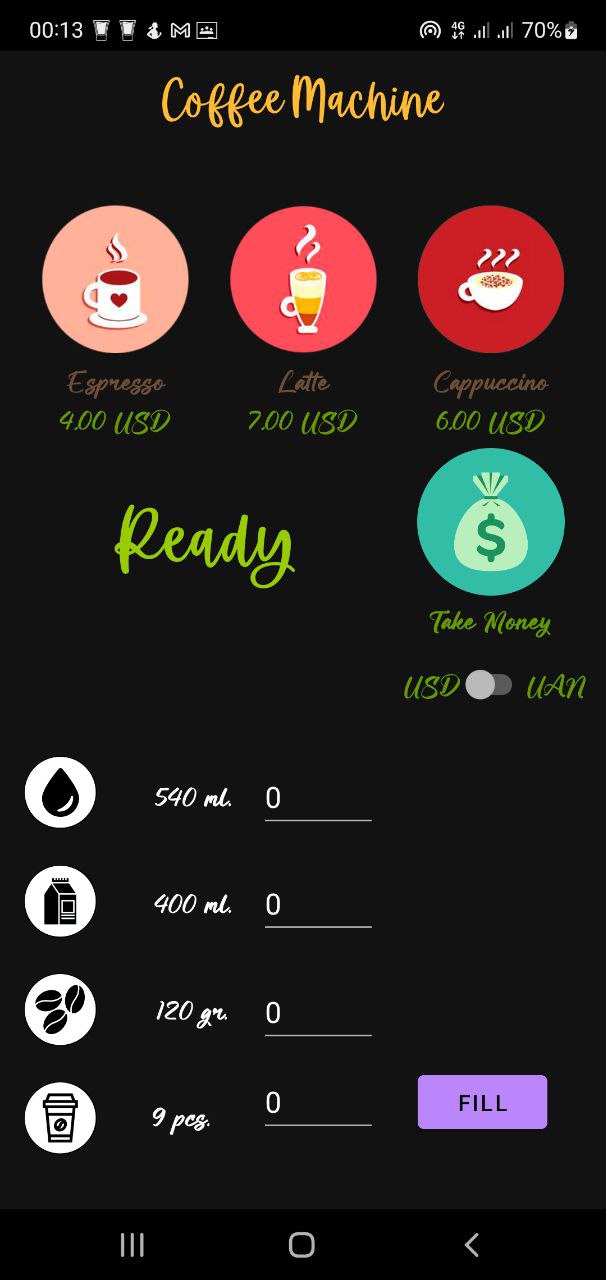 00:13 4G 70%
Coffee Machine
Espresso Latte Cappuccino
4.00 USD 7.00 USD 6.00 USD
$
Ready
Take Money
USD UAN
540 ml. 0
400 ml. 0
120 gr. 0
9 pcs. 0 FILL